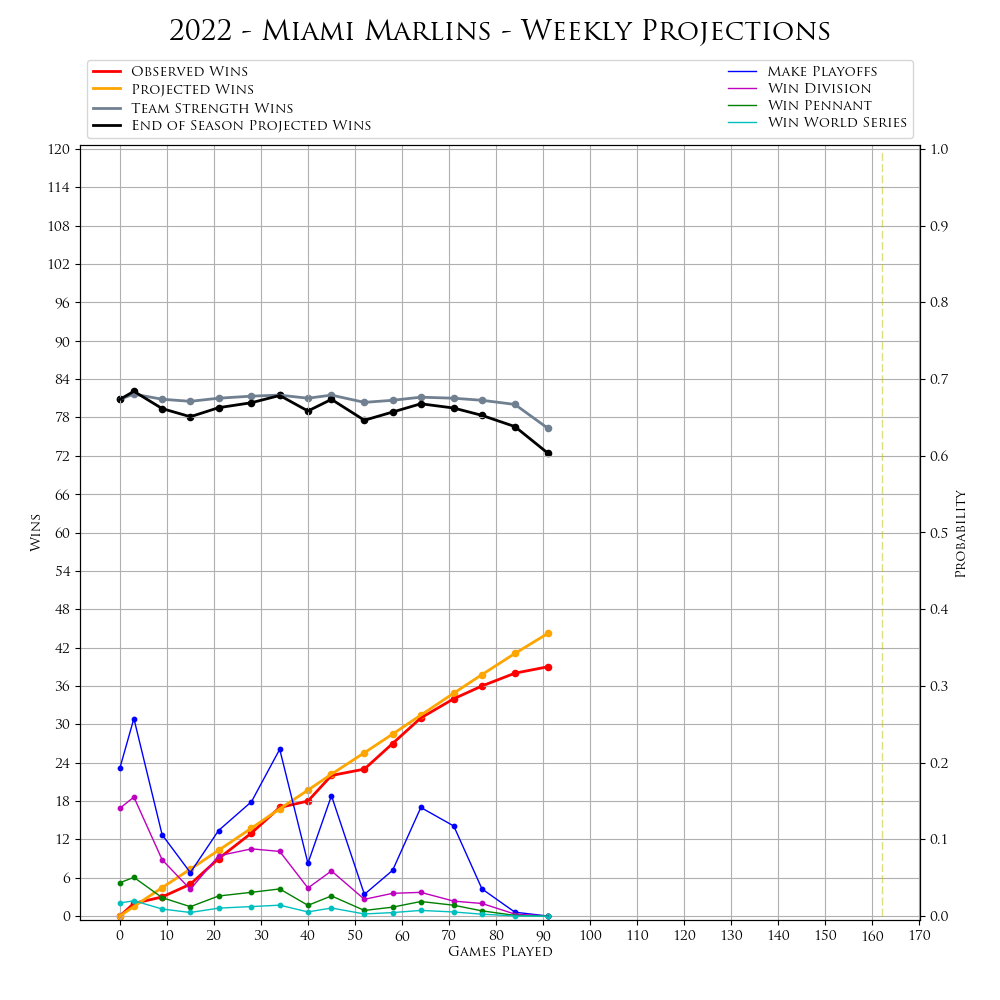 2022 - Miami Marlins - Weekly Projections
Observed Wins
Projected Wins
Team Strength Wins
End of Season Projected Wins
Make Playoffs
Win Division
Win Pennant
Win World Series
120
114
108
102
96
90
84
78
72
66
60
54
48
42
36
30
24
18
12
6
0
Wins
1.0
0.9
0.8
0.7
0.6
0.5
0.4
0.3
0.2
0.1
0.0
Probability
0 10 20 30 40 50 60 70 80 90 100 110 120 130 140 150 160 170
Games Played